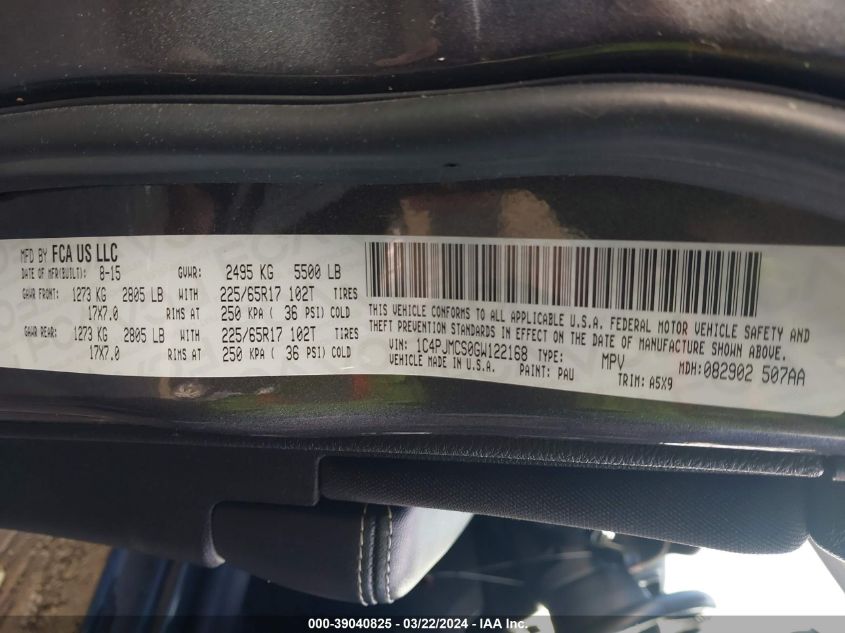 MFD BY FCA US LLC
DATE OF MFR(BUILT): 8-15 GVWR: 2495 KG 5500 LB
GAWR FRONT: 1273 KG 2805 LB WITH 225/65R17 102T TIRES
17X7.0 RIMS AT 250 KPA ( 36 PSI) COLD
GAWR REAR: 1273 KG 2805 LB WITH 225/65R17 102T TIRES
17X7.0 RIMS AT 250 KPA ( 36 PSI) COLD
THIS VEHICLE CONFORMS TO ALL APPLICABLE U.S.A. FEDERAL MOTOR VEHICLE SAFETY AND
THEFT PREVENTION STANDARDS IN EFFECT ON THE DATE OF MANUFACTURE SHOWN ABOVE.
VIN: 1C4PJMCS0GW122168 TYPE: MPV MDH: 082902 507AA
VEHICLE MADE IN U.S.A. PAINT: PAU TRIM: A5X9
000-39040825 - 03/22/2024 - IAA Inc.